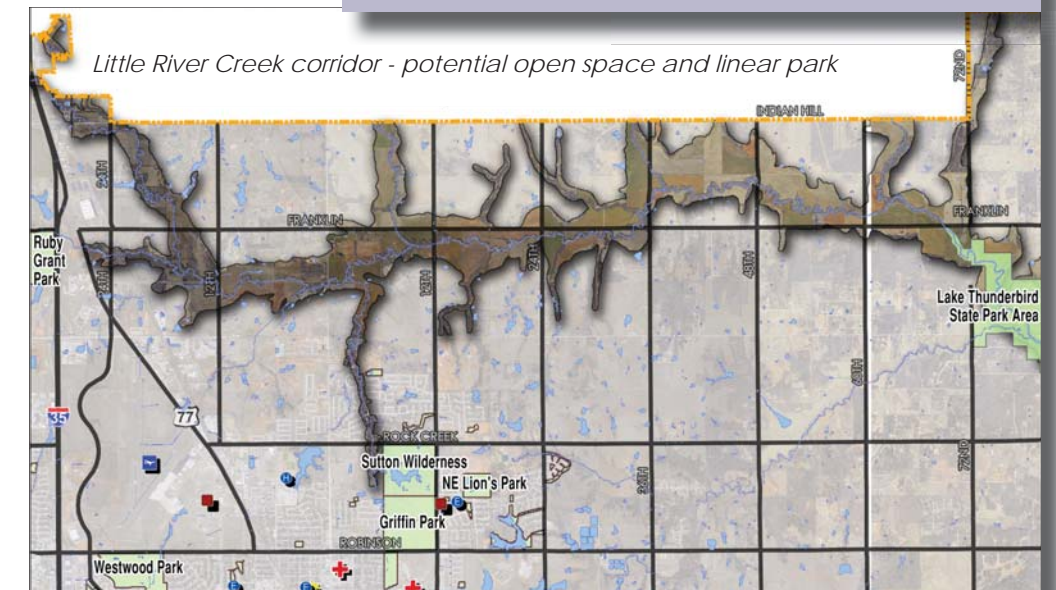 Little River Creek corridor - potential open space and linear park
72ND
INDIAN HILL
24TH
FRANKLIN
FRANKLIN
Ruby
Grant
Park
24TH
12TH
12TH
24TH
48TH
Lake Thunderbird
State Park Area
60TH
35
77
ROCK CREEK
Sutton Wilderness
36TH
72ND
NE Lion's Park
Griffin Park
ROBINSON
Westwood Park